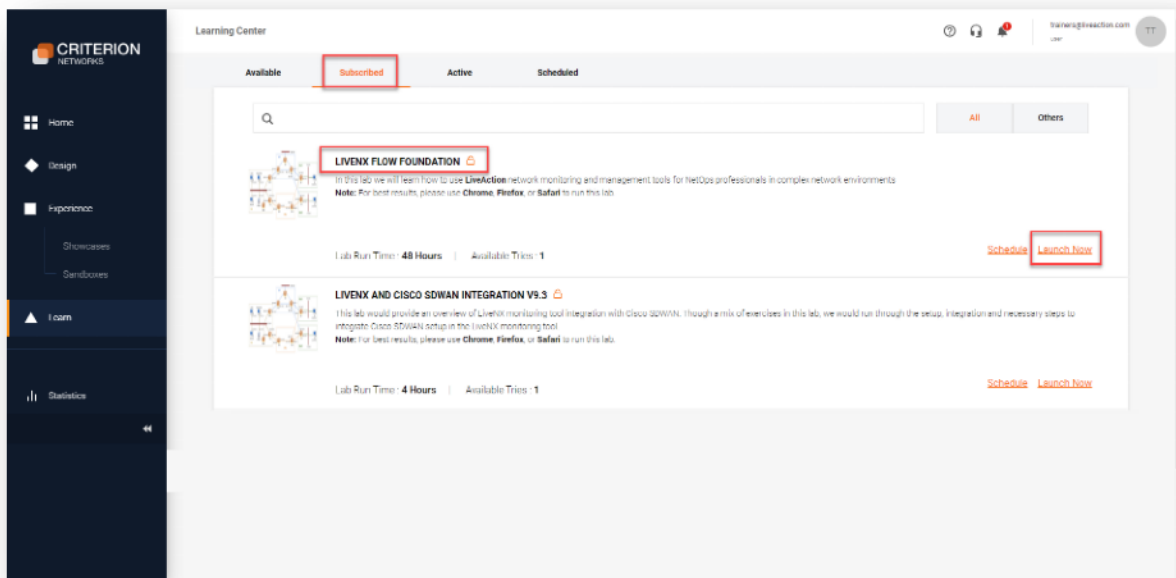 CRITERION
NETWORKS
Learning Center
trainers@liveaction.com
user
TT
Home
Design
Experience
Showcases
Sandboxes
Learn
Statistics
Available Subscribed Active Scheduled
All Others
LIVENX FLOW FOUNDATION
In this lab we will learn how to use LiveAction network monitoring and management tools for NetOps professionals in complex network environments
Note: For best results, please use Chrome, Firefox, or Safari to run this lab
Lab Run Time : 48 Hours | Available Tries : 1
Schedule Launch Now
LIVENX AND CISCO SDWAN INTEGRATION V9.3
This lab would provide an overview of LiveNX monitoring tool integration with Cisco SDWAN. Though a mix of exercises in this lab, we would run through the setup, integration and necessary steps to
integrate Cisco SDWAN setup in the LiveNX monitoring tool
Note: For best results, please use Chrome, Firefox, or Safari to run this lab.
Lab Run Time : 4 Hours | Available Tries : 1
Schedule Launch Now